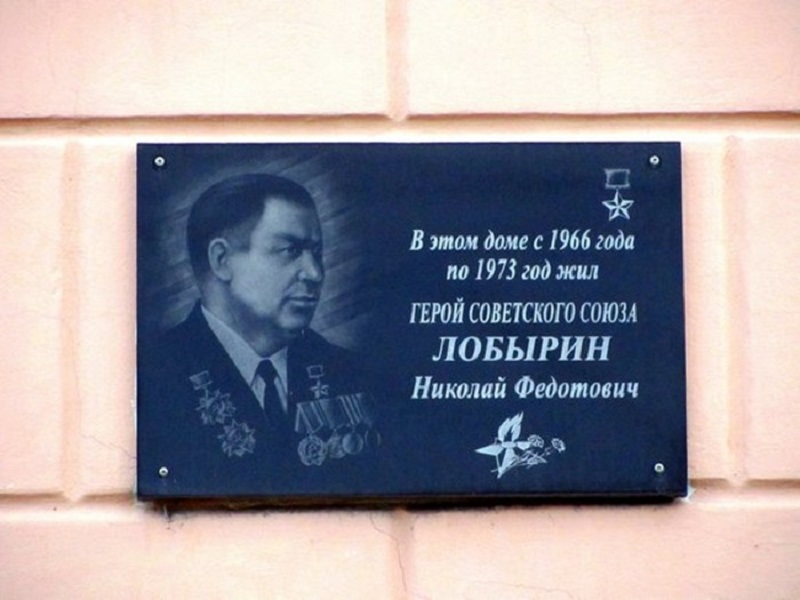 В этом доме с 1966 года
по 1973 год жил
ГЕРОЙ СОВЕТСКОГО СОЮЗА
ЛОБЫРИН
Николай Федотович